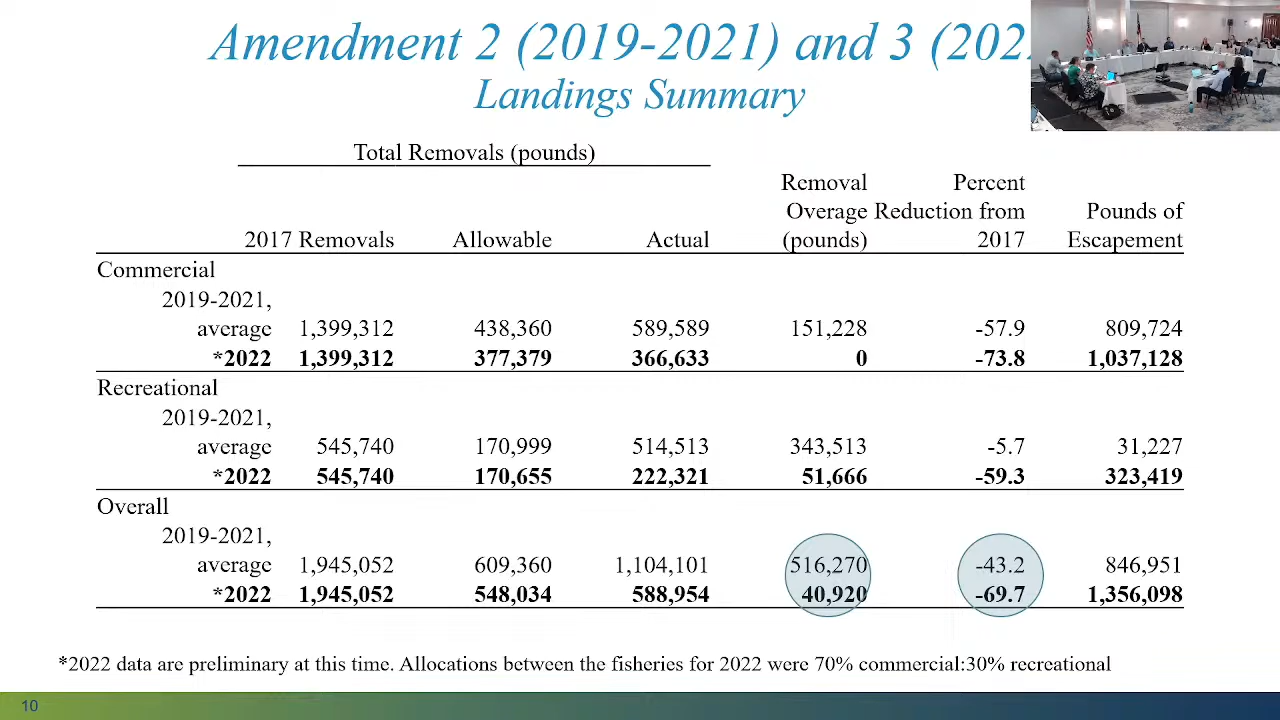 Amendment 2 (2019-2021) and 3 (202
Landings Summary
Total Removals (pounds)
Removal Percent
Overage Reduction from Pounds of
2017 Removals Allowable Actual (pounds) 2017 Escapement
Commercial
2019-2021,
average 1,399,312 438,360 589,589 151,228 -57.9 809,724
*2022 1,399,312 377,379 366,633 0 -73.8 1,037,128
Recreational
2019-2021,
average 545,740 170,999 514,513 343,513 -5.7 31,227
*2022 545,740 170,655 222,321 51,666 -59.3 323,419
Overall
2019-2021,
average 1,945,052 609,360 1,104,101 516,270 -43.2 846,951
*2022 1,945,052 548,034 588,954 40,920 -69.7 1,356,098
*2022 data are preliminary at this time. Allocations between the fisheries for 2022 were 70% commercial:30% recreational
10